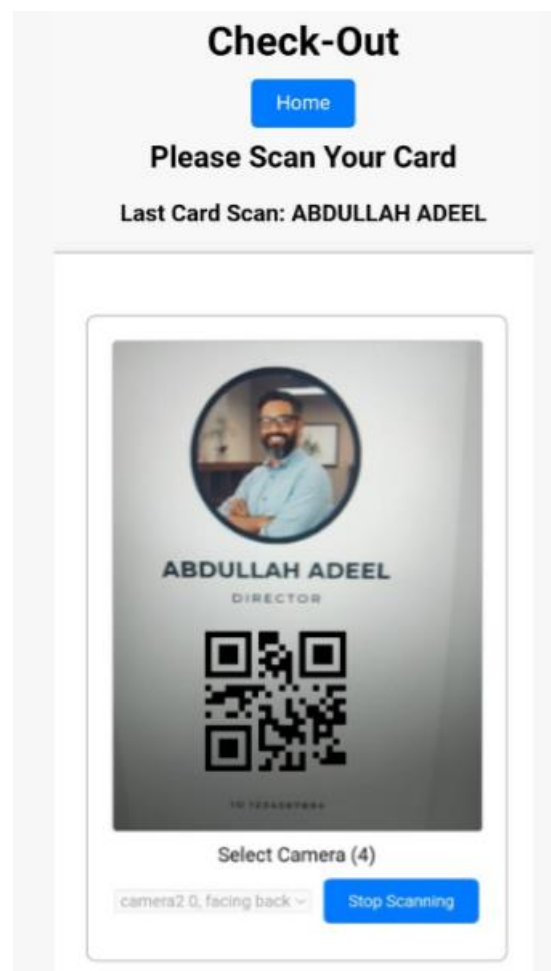 Check-Out
Home
Please Scan Your Card
Last Card Scan: ABDULLAH ADEEL
ABDULLAH ADEEL
DIRECTOR
Select Camera (4)
camera2 0, facing back
Stop Scanning